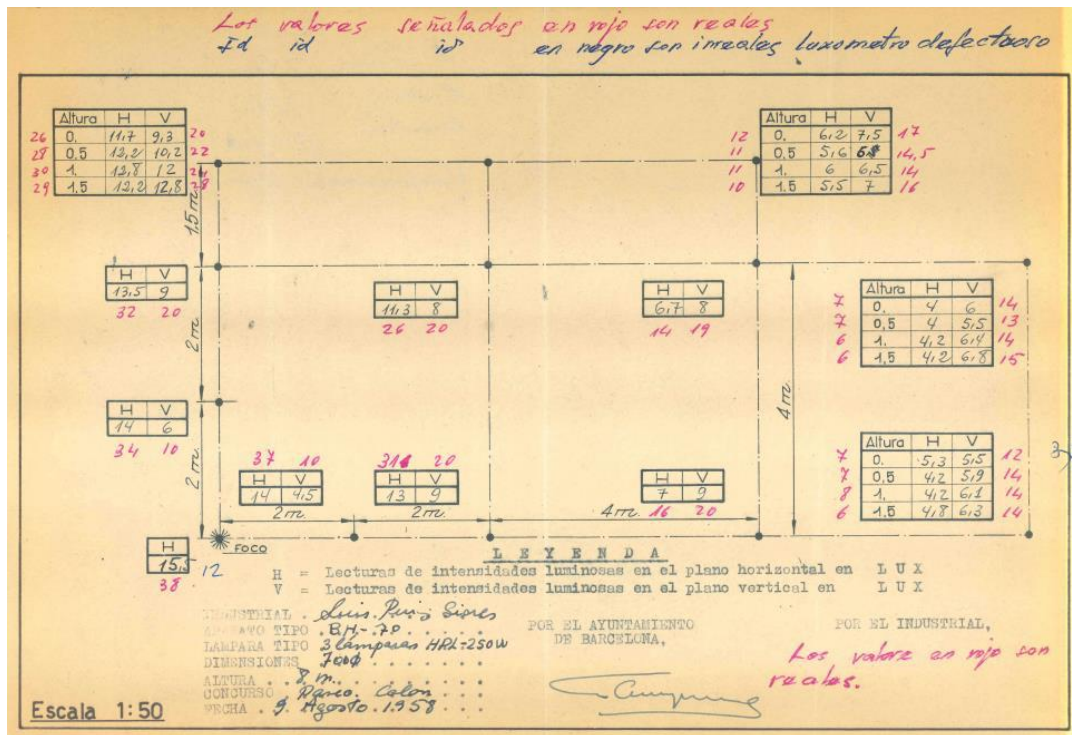 Los valores señalados en rojo son reales
Id id id en negro son irreales luxometro defectuoso
Altura H V
26 0. 11,7 9,3 20
28 0,5 12,2 10,2 22
30 1. 12,8 12
29 1,5 12,2 12,8 28
Altura H V
12 0. 6,2 7,5 17
11 0,5 5,6 14,5
11 1. 6 6,5 14
10 1.5 5,5 7 16
1,5 m
H V
13,5 9
32 20
H V
11,3 8
26 20
H V
6,7 8
14 19
Altura H V
7 0. 4 6 14
7 0,5 4 5,5 13
6 1. 4,2 6,4 14
6 1,5 4,2 6,8 15
2 m.
4 m.
H V
14 6
34 10
2 m.
37 10
H V
14 4,5
20
H V
13 9
H V
7 9
16 20
Altura H V
7 0. 5,3 5,5 12
7 0,5 4,2 5,9 14
8 1. 4,2 6,1 14
6 1.5 4,8 6,3 14
2 m. 2 m. 4 m.
FOCO
H
15,5 12
38
LEYENDA
H = Lecturas de intensidades luminosas en el plano horizontal en LUX
V = Lecturas de intensidades luminosas en el plano vertical en LUX
INDUSTRIAL .
APARATO TIPO . BH-70
LAMPARA TIPO 3 lámparas HPL-250W
DIMENSIONES 700ϕ
ALTURA . . 8 m.
CONCURSO . Paseo. Colon
FECHA . 9. Agosto. 1.958
POR EL AYUNTAMIENTO
DE BARCELONA,
POR EL INDUSTRIAL,
Los valore en rojo son
reales.
Escala 1:50